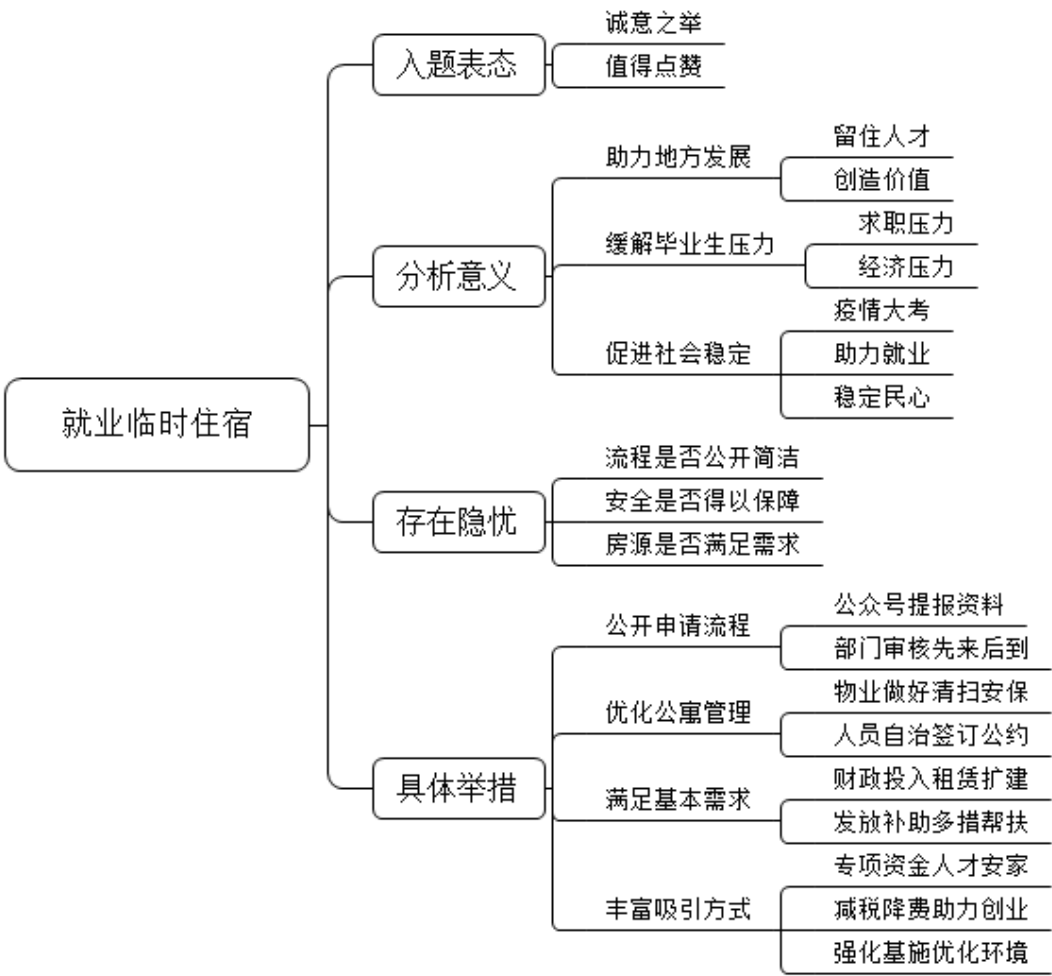 就业临时住宿
入题表态
诚意之举
值得点赞
分析意义
助力地方发展
留住人才
创造价值
缓解毕业生压力
求职压力
经济压力
促进社会稳定
疫情大考
助力就业
稳定民心
存在隐忧
流程是否公开简洁
安全是否得以保障
房源是否满足需求
具体举措
公开申请流程
公众号提报资料
部门审核先来后到
优化公寓管理
物业做好清扫安保
人员自治签订公约
满足基本需求
财政投入租赁扩建
发放补助多措帮扶
丰富吸引方式
专项资金人才安家
减税降费助力创业
强化基施优化环境